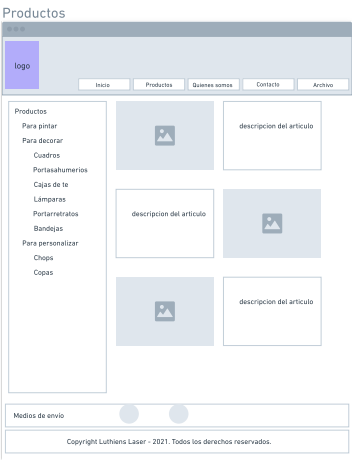 Productos
logo
Inicio
Productos
Quienes somos
Contacto
Archivo
Productos
Para pintar
Para decorar
Cuadros
Portasahumerios
Cajas de te
Lámparas
Portarretratos
Bandejas
Para personalizar
Chops
Copas
descripcion del articulo
descripcion del articulo
descripcion del articulo
Medios de envío
Copyright Luthiens Laser - 2021. Todos los derechos reservados.